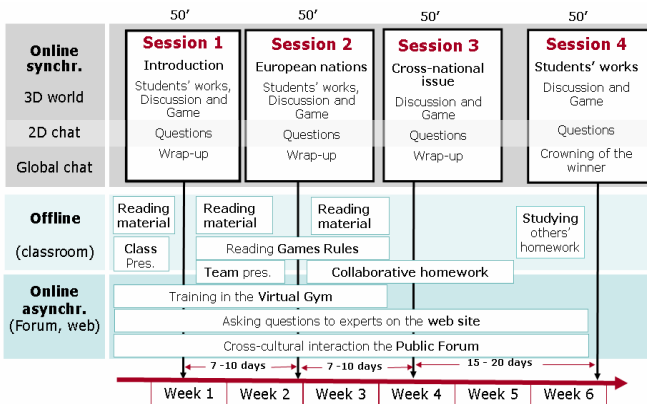 50’ 50’ 50’ 50’
Online
synchr.
3D world
2D chat
Global chat
Session 1
Introduction
Students’ works,
Discussion and
Game
Questions
Wrap-up
Session 2
European nations
Students’ works,
Discussion and
Game
Questions
Wrap-up
Session 3
Cross-national
issue
Discussion and
Game
Questions
Wrap-up
Session 4
Students’ works
Discussion and
Game
Questions
Crowning of the
winner
Offline
(classroom)
Reading
material
Reading
material
Reading
material
Studying
others’
homework
Class
Pres.
Reading Games Rules
Team pres.
Collaborative homework
Online
asynchr.
(Forum, web)
Training in the Virtual Gym
Asking questions to experts on the web site
Cross-cultural interaction the Public Forum
7 -10 days 7 -10 days 15 - 20 days
Week 1 Week 2 Week 3 Week 4 Week 5 Week 6